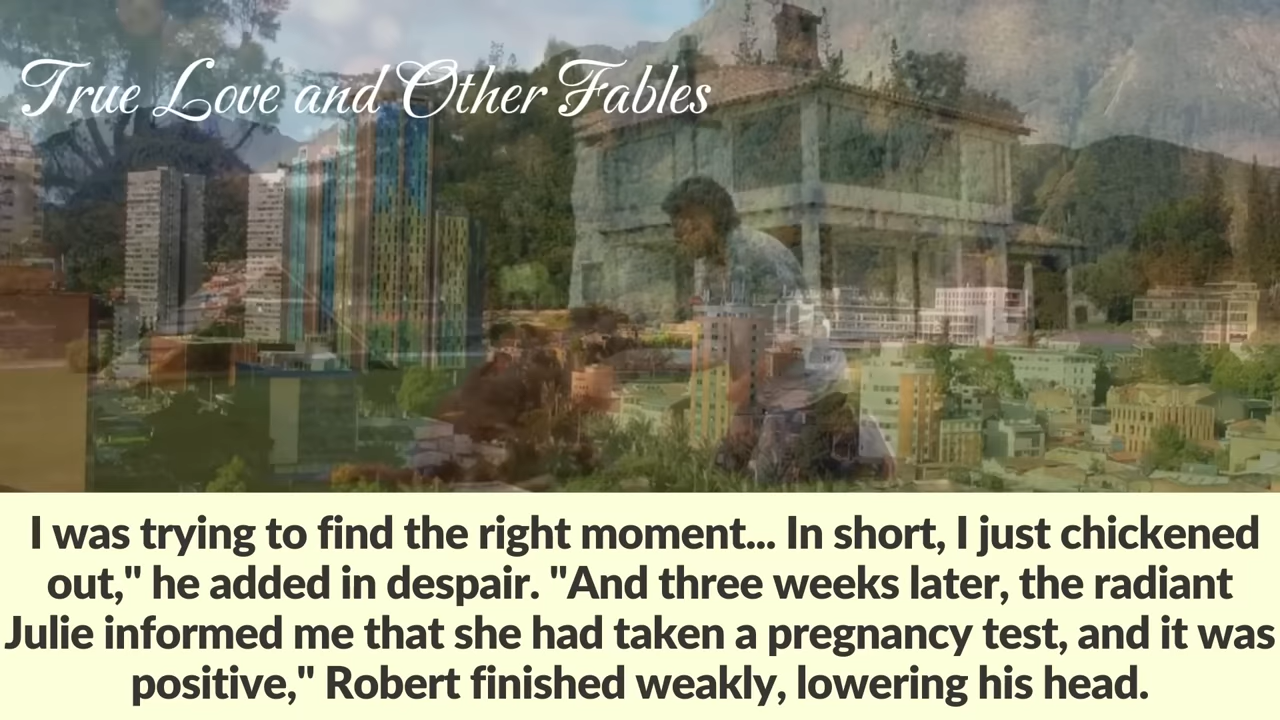 True Love and Other Fables
I was trying to find the right moment... In short, I just chickened
out," he added in despair. "And three weeks later, the radiant
Julie informed me that she had taken a pregnancy test, and it was
positive," Robert finished weakly, lowering his head.